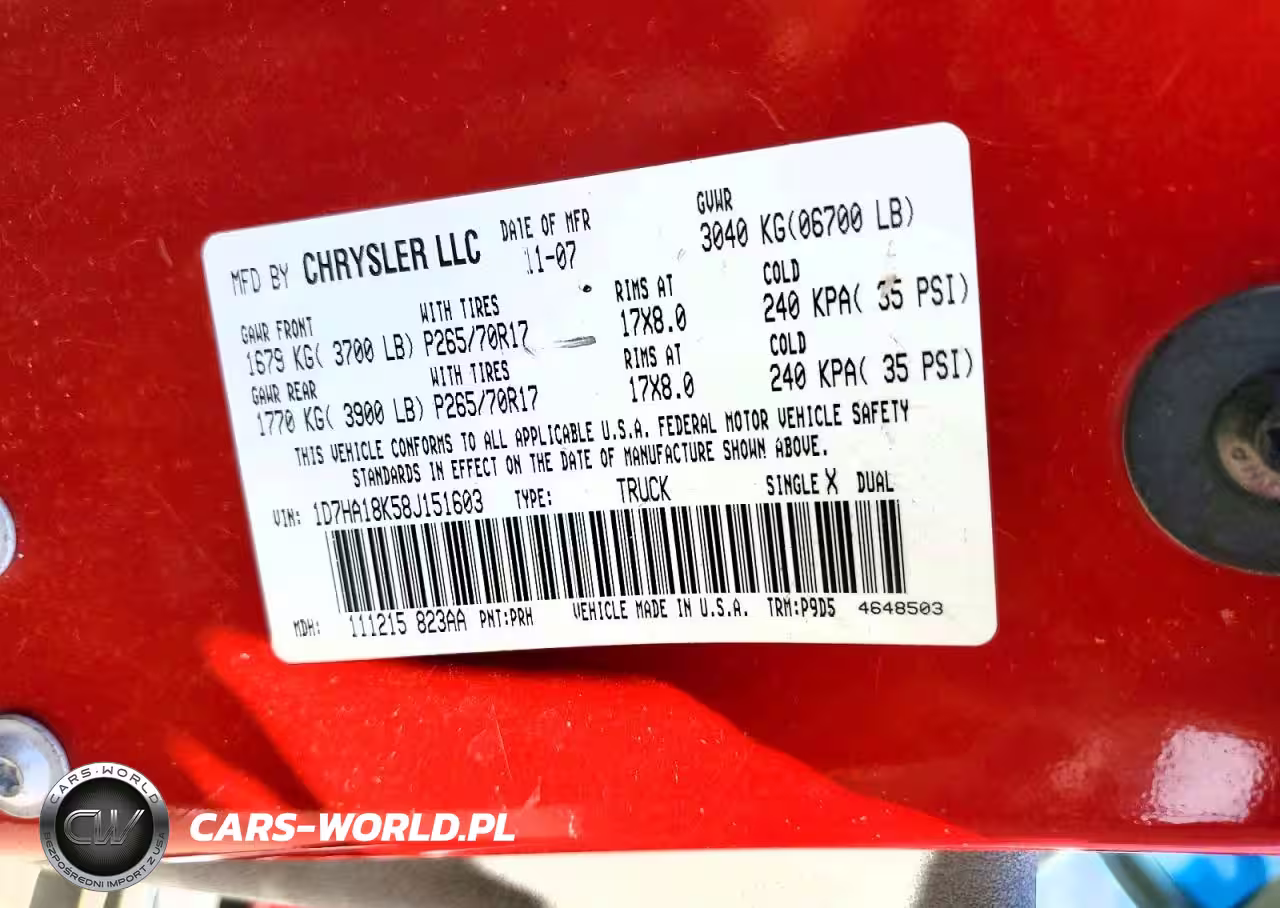 MFD BY CHRYSLER LLC DATE OF MFR 11-07 GVWR 3040 KG(06700 LB)
GAWR FRONT WITH TIRES RIMS AT COLD
1679 KG( 3700 LB) P265/70R17 17X8.0 240 KPA( 35 PSI)
GAWR REAR WITH TIRES RIMS AT COLD
1770 KG( 3900 LB) P265/70R17 17X8.0 240 KPA( 35 PSI)
THIS VEHICLE CONFORMS TO ALL APPLICABLE U.S.A. FEDERAL MOTOR VEHICLE SAFETY
STANDARDS IN EFFECT ON THE DATE OF MANUFACTURE SHOWN ABOVE.
VIN: 1D7HA18K58J151603 TYPE: TRUCK SINGLE X DUAL
MDH: 111215 823AA PNT:PRH VEHICLE MADE IN U.S.A. TRM:P9D5 4648503
CARS-WORLD
CW
BEZPOŚREDNI IMPORT Z USA
CARS-WORLD.PL